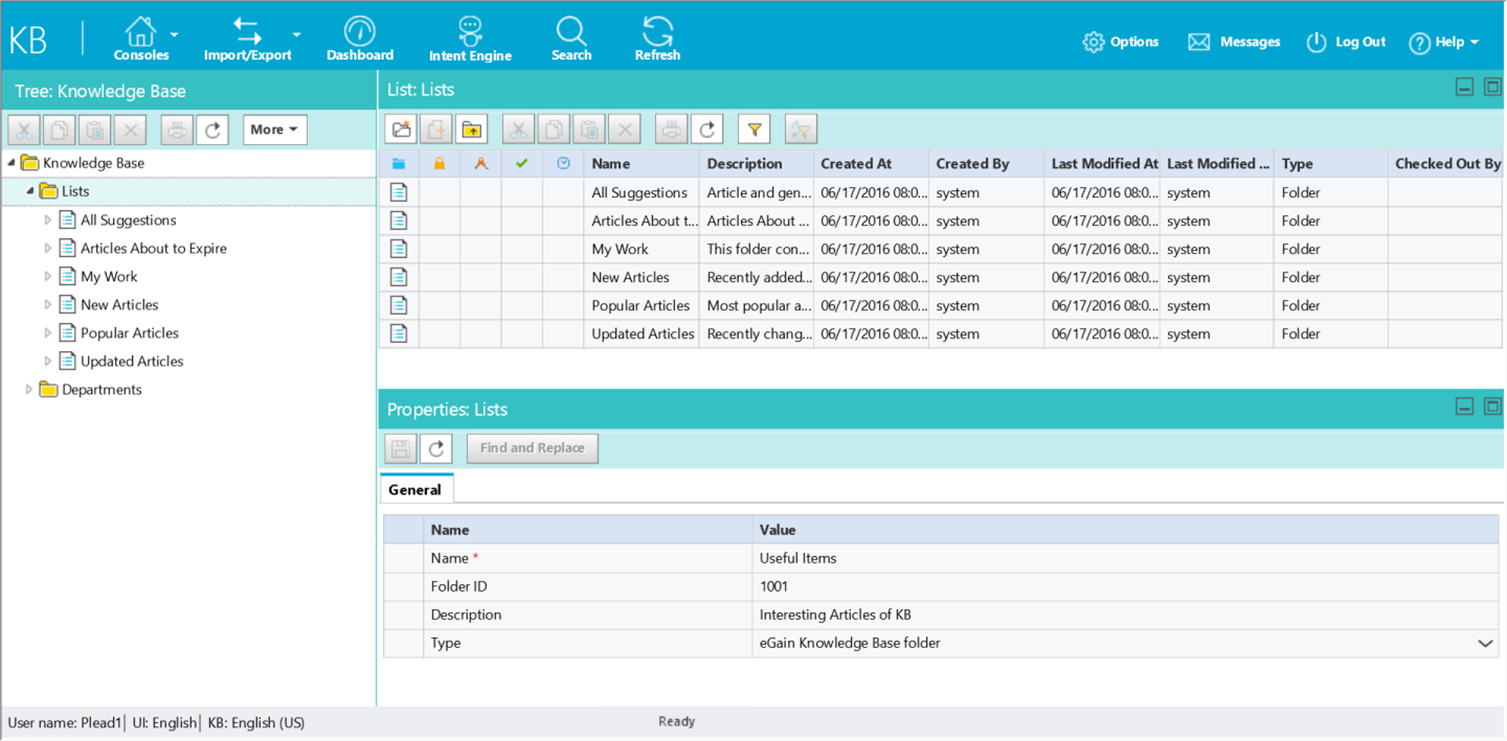 KB Consoles Import/Export Dashboard Intent Engine Search Refresh Options Messages Log Out Help
Tree: Knowledge Base
More
Knowledge Base
Lists
All Suggestions
Articles About to Expire
My Work
New Articles
Popular Articles
Updated Articles
Departments
List: Lists
Name Description Created At Created By Last Modified At Last Modified ... Type Checked Out By
All Suggestions Article and gen... 06/17/2016 08:0... system 06/17/2016 08:0... system Folder
Articles About t... Articles About ... 06/17/2016 08:0... system 06/17/2016 08:0... system Folder
My Work This folder con... 06/17/2016 08:0... system 06/17/2016 08:0... system Folder
New Articles Recently added... 06/17/2016 08:0... system 06/17/2016 08:0... system Folder
Popular Articles Most popular a... 06/17/2016 08:0... system 06/17/2016 08:0... system Folder
Updated Articles Recently chang... 06/17/2016 08:0... system 06/17/2016 08:0... system Folder
Properties: Lists
Find and Replace
General
Name Value
Name * Useful Items
Folder ID 1001
Description Interesting Articles of KB
Type eGain Knowledge Base folder
User name: Plead1| UI: English| KB: English (US) Ready